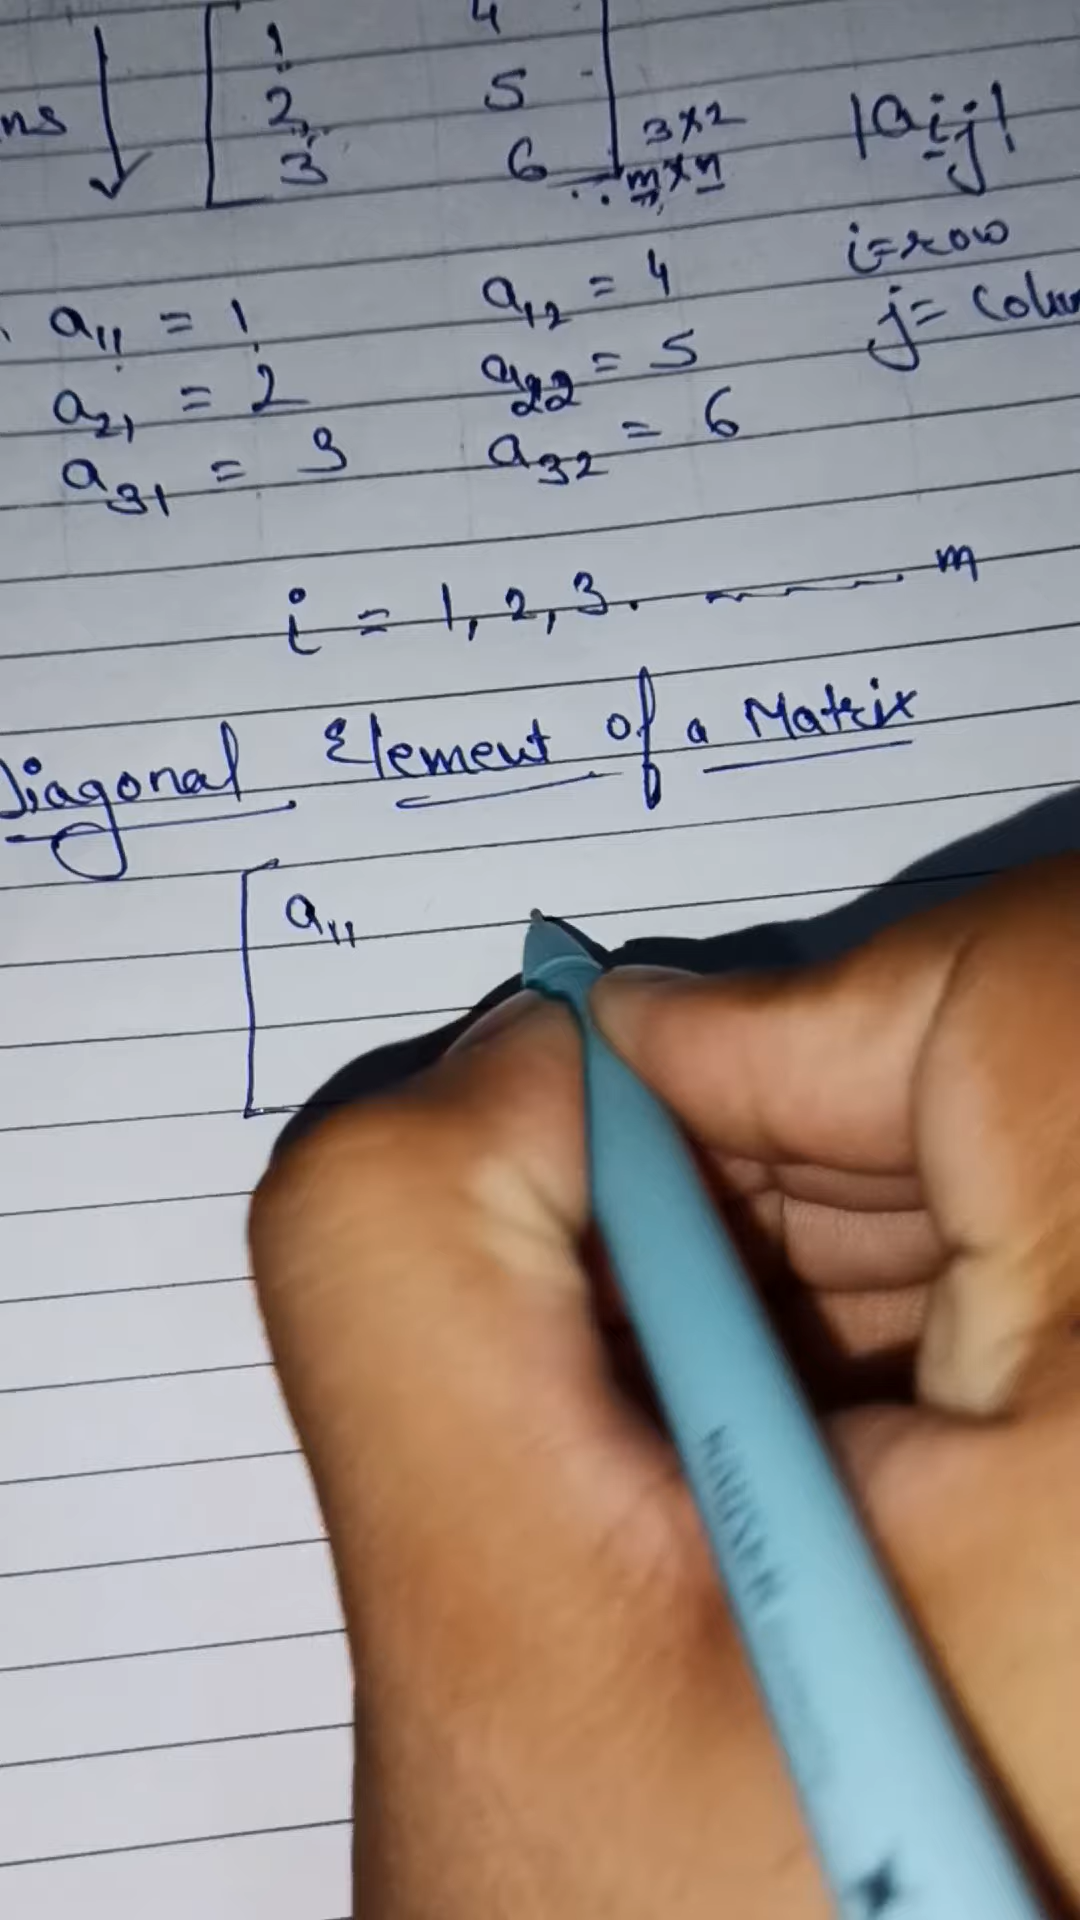 1 4
ns 2 5
3 6 3×2
m×n
|aij|
i=row
a11 = 1 a12 = 4
j=
a21 = 2 a22 = 5
a31 = 3 a32 = 6
i = 1, 2, 3. ---- m
Diagonal Element of a Matrix
a11